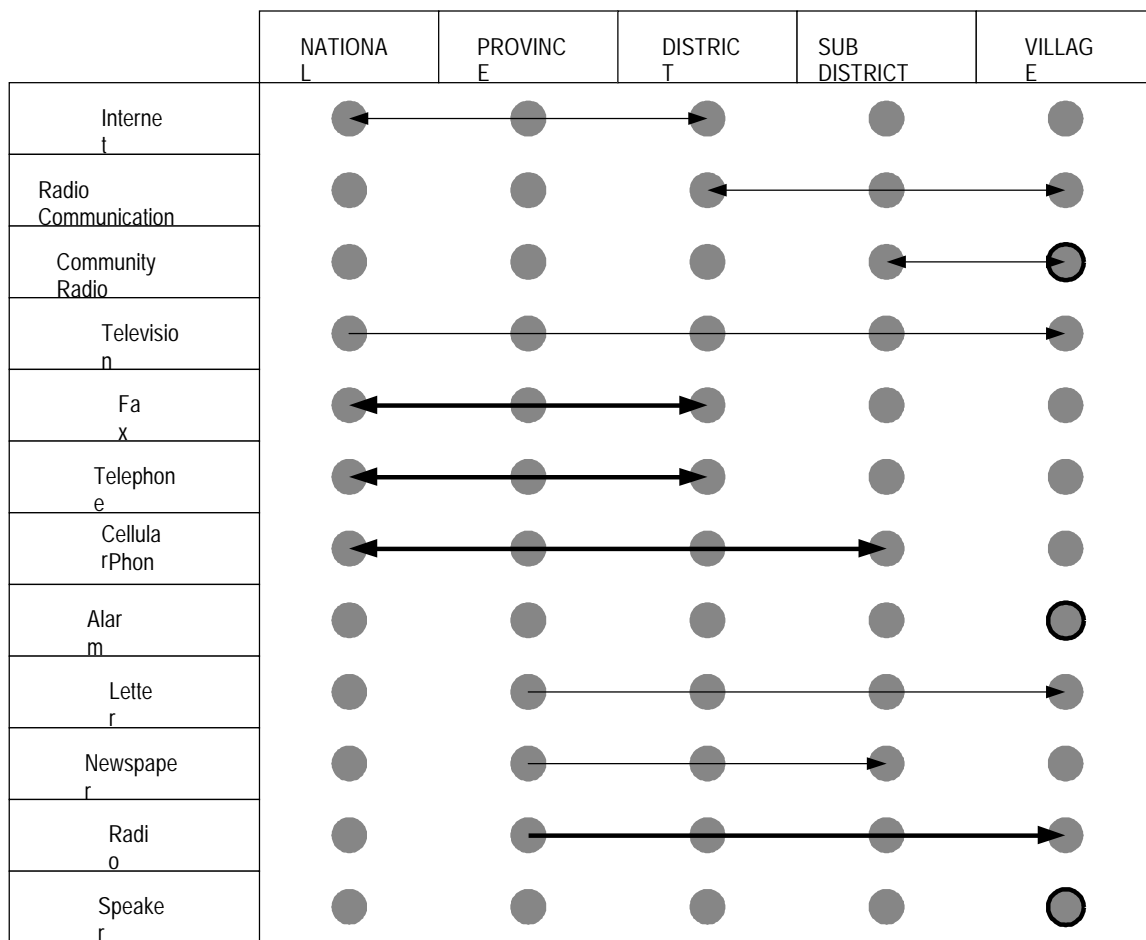 NATIONA
L
PROVINC
E
DISTRIC
T
SUB
DISTRICT
VILLAG
E
Interne
t
Radio
Communication
Community
Radio
Televisio
n
Fa
x
Telephon
e
Cellula
rPhon
Alar
m
Lette
r
Newspape
r
Radi
o
Speake
r